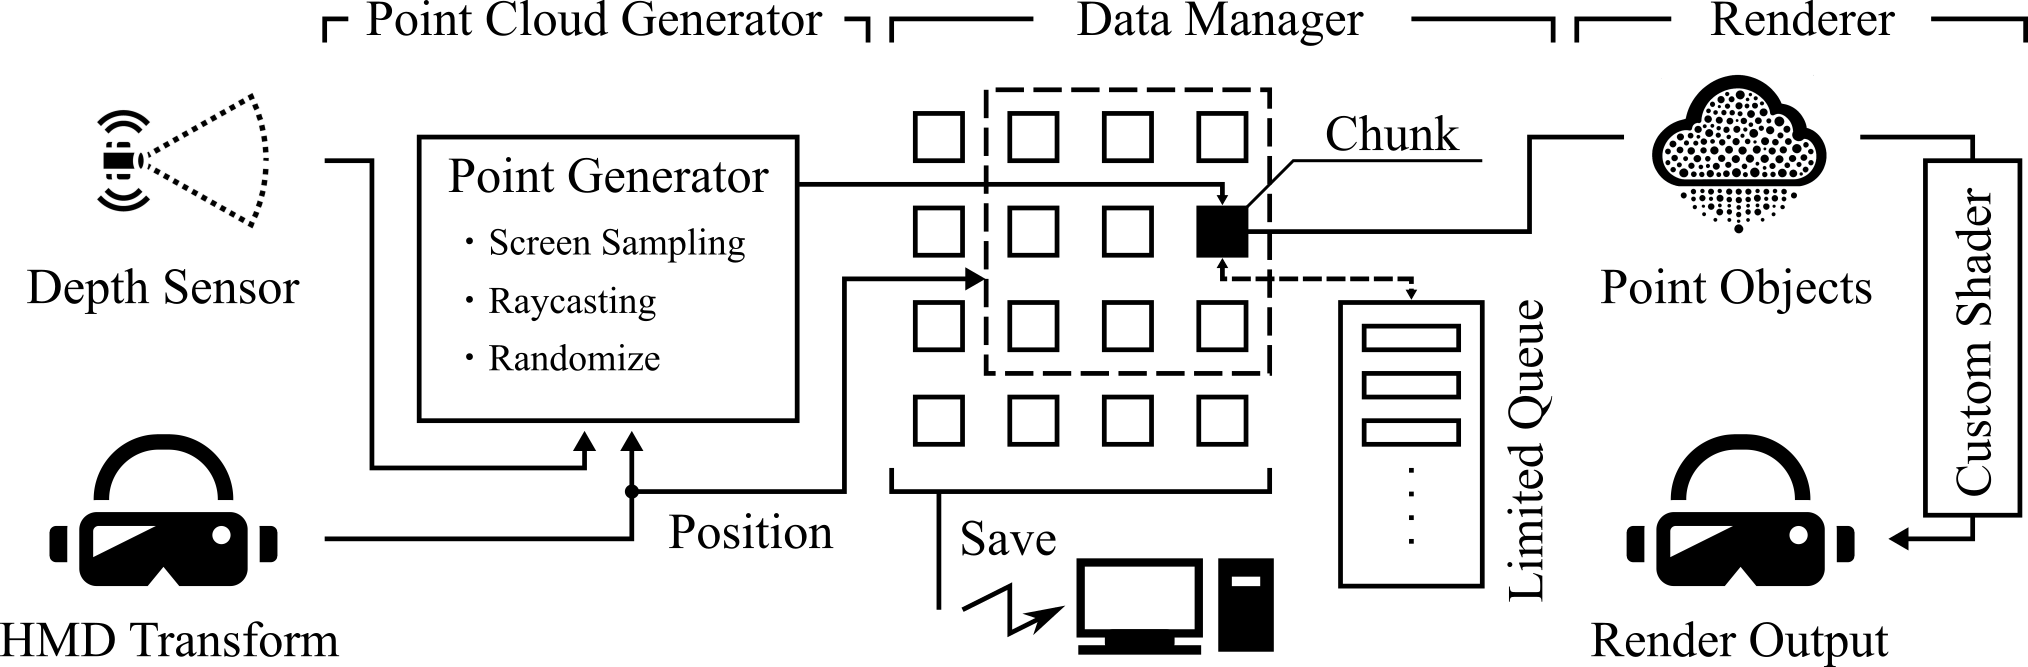 Point Cloud Generator
Data Manager
Renderer
Depth Sensor
HMD Transform
Point Generator
・Screen Sampling
・Raycasting
・Randomize
Position
Chunk
Limited Queue
Save
Point Objects
Custom Shader
Render Output